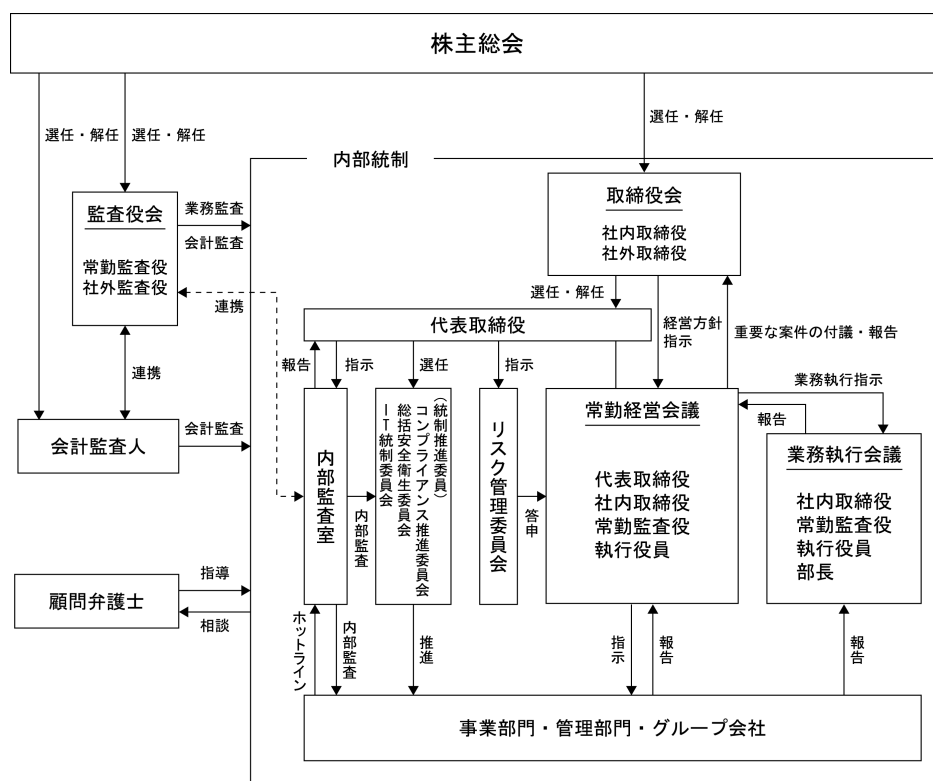 株主総会
選任・解任
選任・解任
選任・解任
内部統制
監査役会
常勤監査役
社外監査役
業務監査
会計監査
連携
連携
会計監査人
会計監査
顧問弁護士
指導
相談
取締役会
社内取締役
社外取締役
選任・解任
経営方針
指示
重要な案件の付議・報告
代表取締役
報告
指示
選任
指示
業務執行指示
報告
内部監査室
内部監査
(統制推進委員)
コンプライアンス推進委員会
総括安全衛生委員会
IT統制委員会
リスク管理委員会
答申
常勤経営会議
代表取締役
社内取締役
常勤監査役
執行役員
業務執行会議
社内取締役
常勤監査役
執行役員
部長
ホットライン
内部監査
推進
指示
報告
報告
事業部門・管理部門・グループ会社